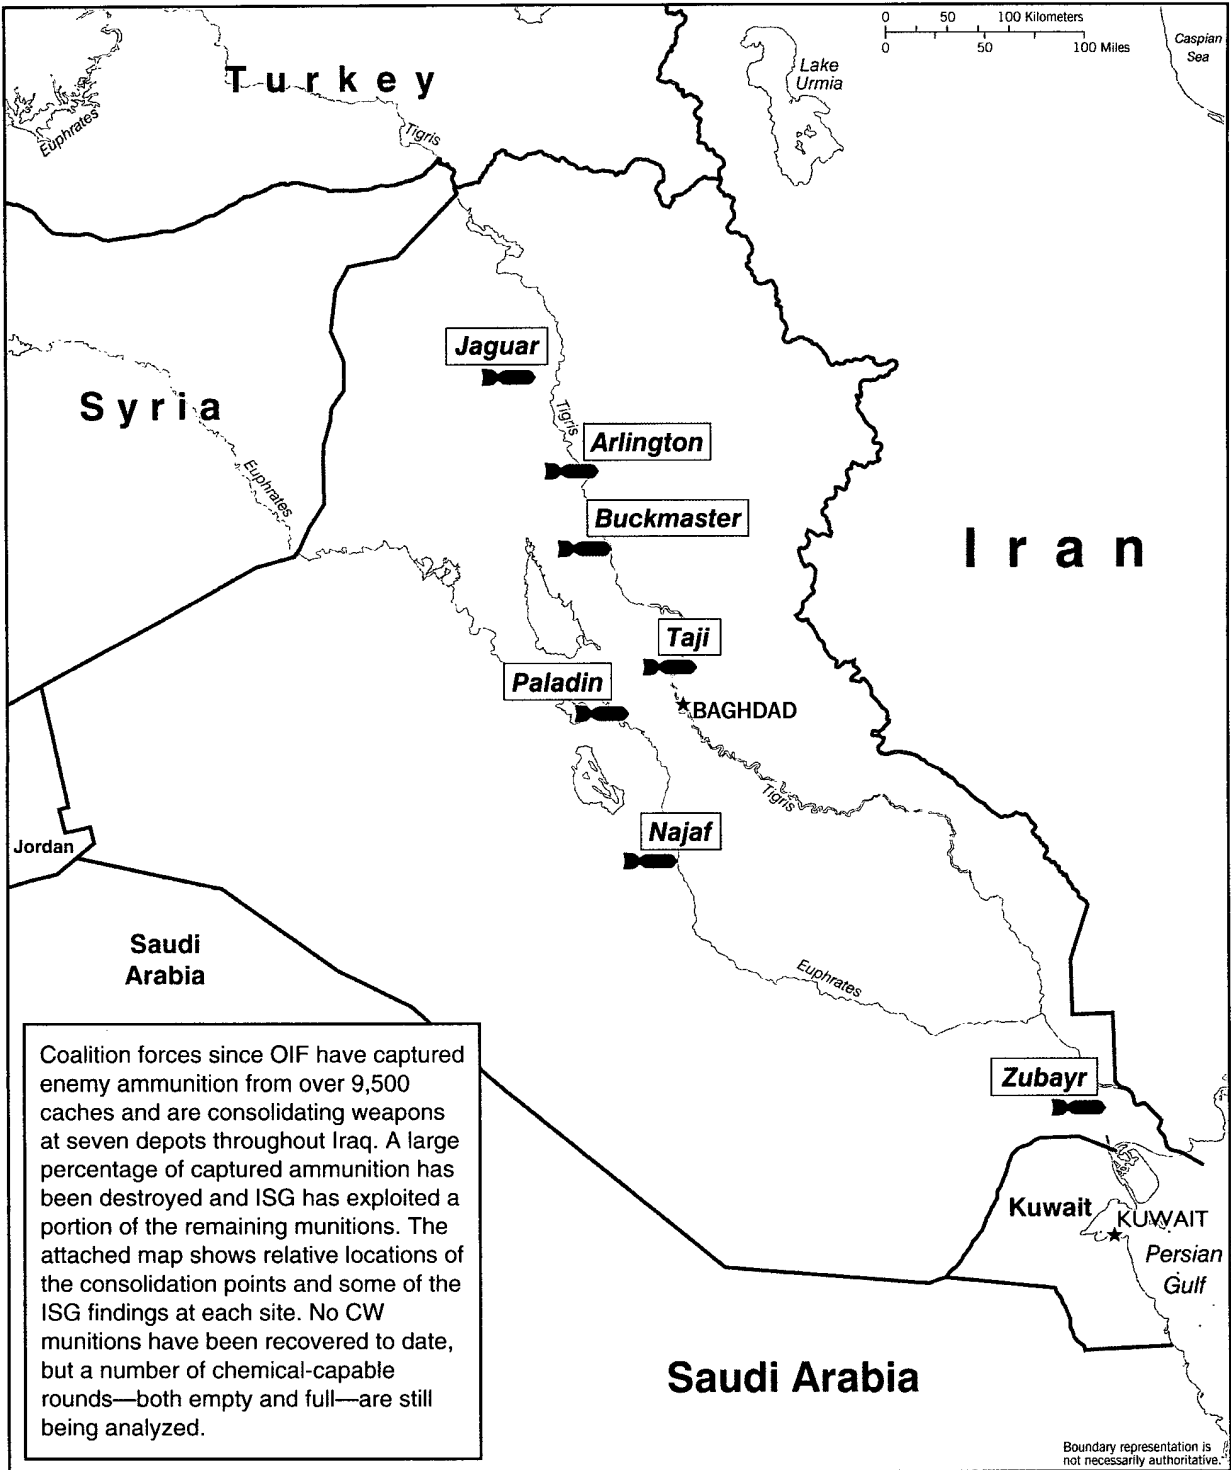 0 50 100 Kilometers
0 50 100 Miles
Caspian
Sea
Lake
Urmia
Turkey
Euphrates
Tigris
Jaguar
Syria
Tigris
Arlington
Euphrates
Buckmaster
Iran
Taji
Paladin
BAGHDAD
Tigris
Najaf
Jordan
Saudi
Arabia
Euphrates
Coalition forces since OIF have captured
enemy ammunition from over 9,500
caches and are consolidating weapons
at seven depots throughout Iraq. A large
percentage of captured ammunition has
been destroyed and ISG has exploited a
portion of the remaining munitions. The
attached map shows relative locations of
the consolidation points and some of the
ISG findings at each site. No CW
munitions have been recovered to date,
but a number of chemical-capable
rounds—both empty and full—are still
being analyzed.
Zubayr
Kuwait
KUWAIT
Persian
Gulf
Saudi Arabia
Boundary representation is
not necessarily authoritative.